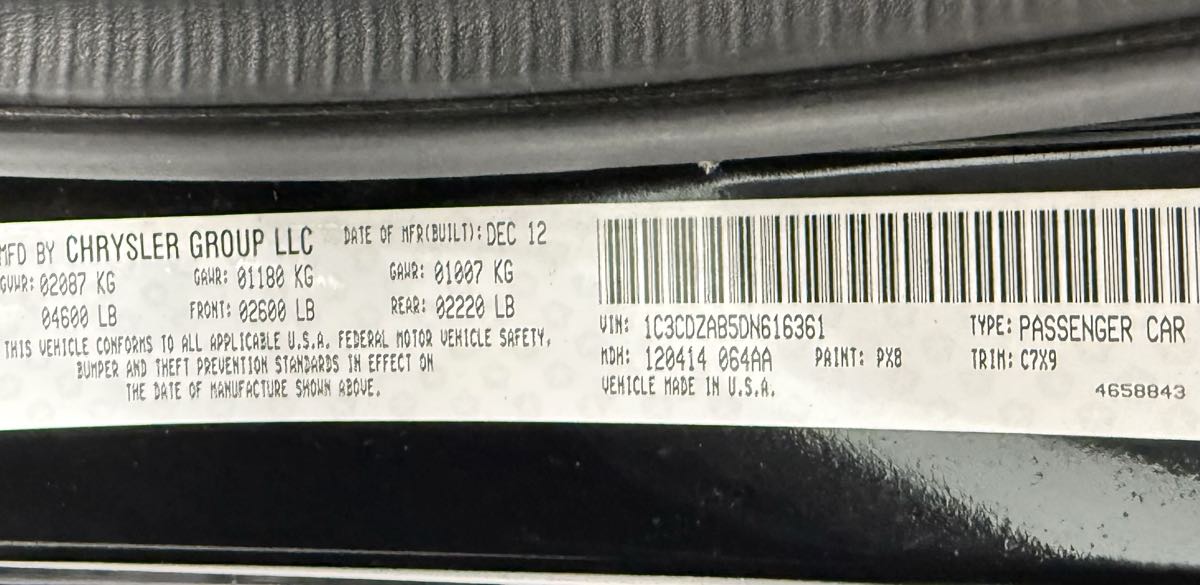 MFD BY CHRYSLER GROUP LLC DATE OF MFR(BUILT): DEC 12
GVWR: 02087 KG GAWR: 01180 KG GAWR: 01007 KG
04600 LB FRONT: 02600 LB REAR: 02220 LB
THIS VEHICLE CONFORMS TO ALL APPLICABLE U.S.A. FEDERAL MOTOR VEHICLE SAFETY,
BUMPER AND THEFT PREVENTION STANDARDS IN EFFECT ON
THE DATE OF MANUFACTURE SHOWN ABOVE.
VIN: 1C3CDZAB5DN616361 TYPE: PASSENGER CAR
MDH: 120414 064AA PAINT: PX8 TRIM: C7X9
VEHICLE MADE IN U.S.A. 4658843